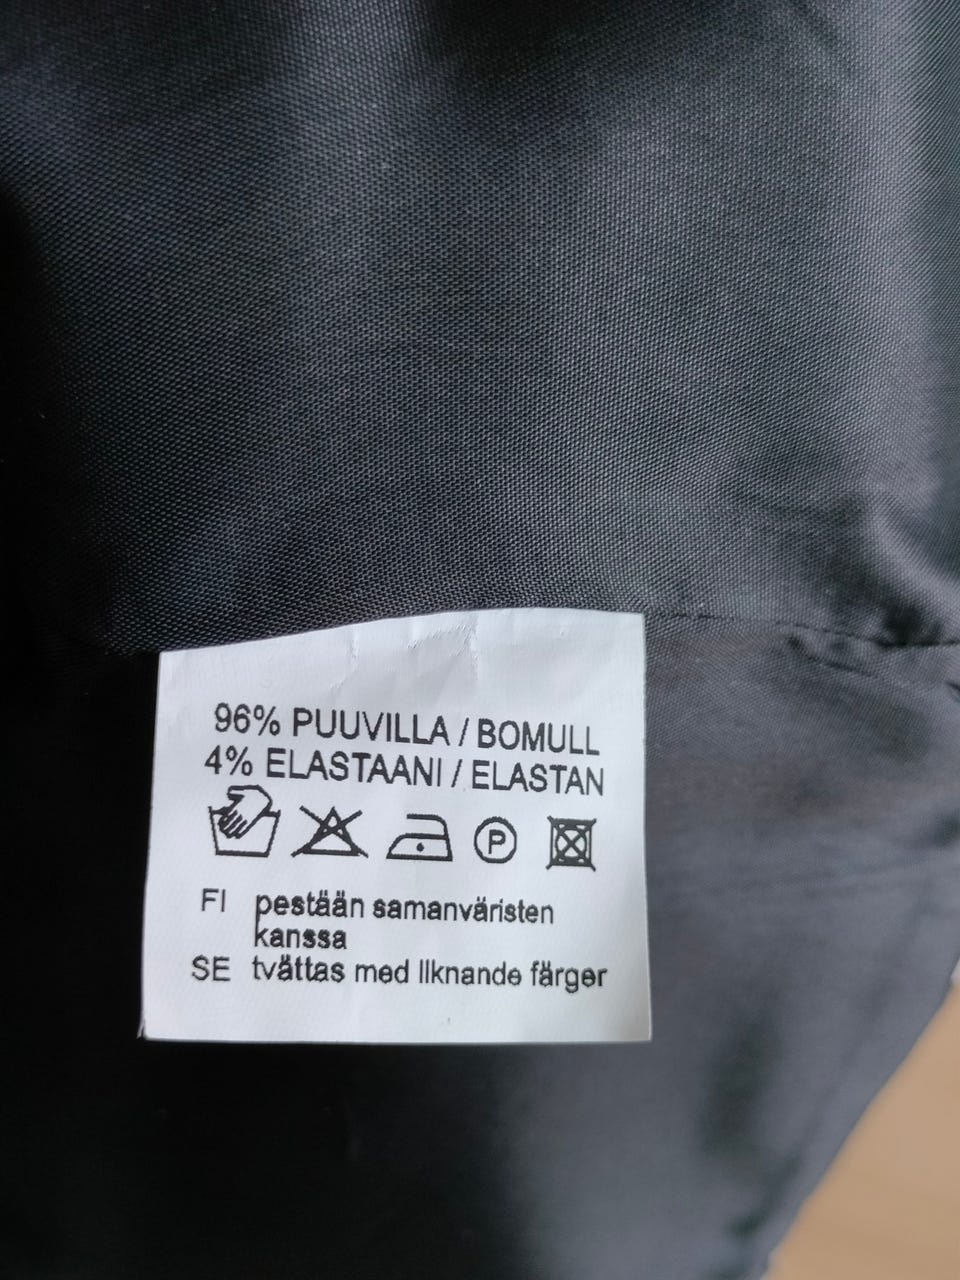 96% PUUVILLA / BOMULL
4% ELASTAANI / ELASTAN
P
FI pestään samanväristen
kanssa
SE tvättas med liknande färger